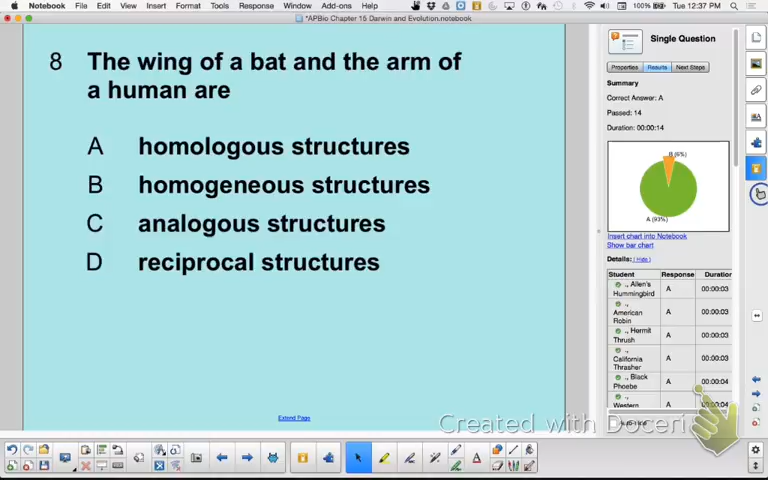 Notebook File Edit View Insert Format Tools Response Window Add-ons Help 100% Tue 12:37 PM
*APBio Chapter 15 Darwin and Evolution.notebook
8 The wing of a bat and the arm of
a human are
A homologous structures
B homogeneous structures
C analogous structures
D reciprocal structures
Extend Page
Single Question
Properties Results Next Steps
Summary
Correct Answer: A
Passed: 14
Duration: 00:00:14
B (6%)
A (93%)
Insert chart into Notebook
Show bar chart
Details: (Hide)
Student Response Duration
., Allen's
Hummingbird A 00:00:03
.,
American
Robin A 00:00:03
., Hermit
Thrush A 00:00:03
.,
California
Thrasher A 00:00:03
., Black
Phoebe A 00:00:04
.,
Western A 00:00:04
Auto-hide
Created with Doceri